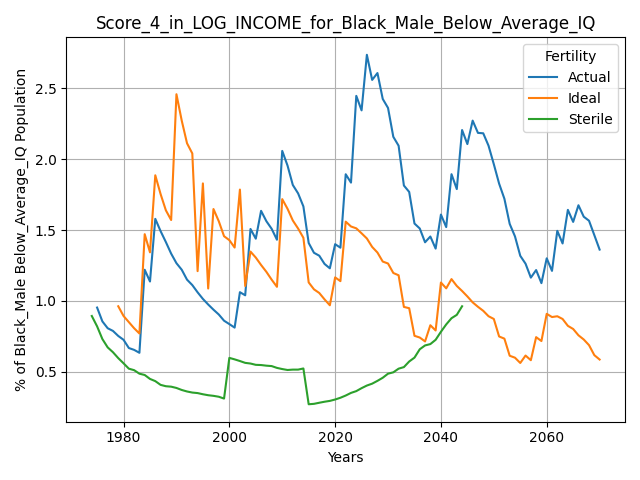 Score_4_in_LOG_INCOME_for_Black_Male_Below_Average_IQ
% of Black_Male Below_Average_IQ Population
2.5
2.0
1.5
1.0
0.5
Fertility
Actual
Ideal
Sterile
1980 2000 2020 2040 2060
Years